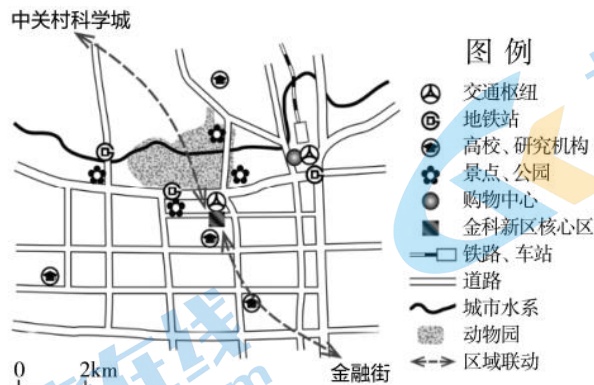 中关村科学城
图例
交通枢纽
地铁站
高校、研究机构
景点、公园
购物中心
金科新区核心区
铁路、车站
道路
城市水系
动物园
区域联动
0 2km
金融街